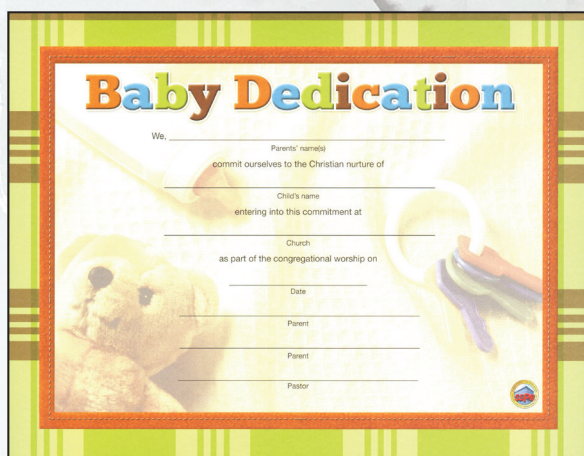 Baby Dedication
We,
Parents' name(s)
commit ourselves to the Christian nurture of
Child's name
entering into this commitment at
Church
as part of the congregational worship on
Date
Parent
Parent
Pastor